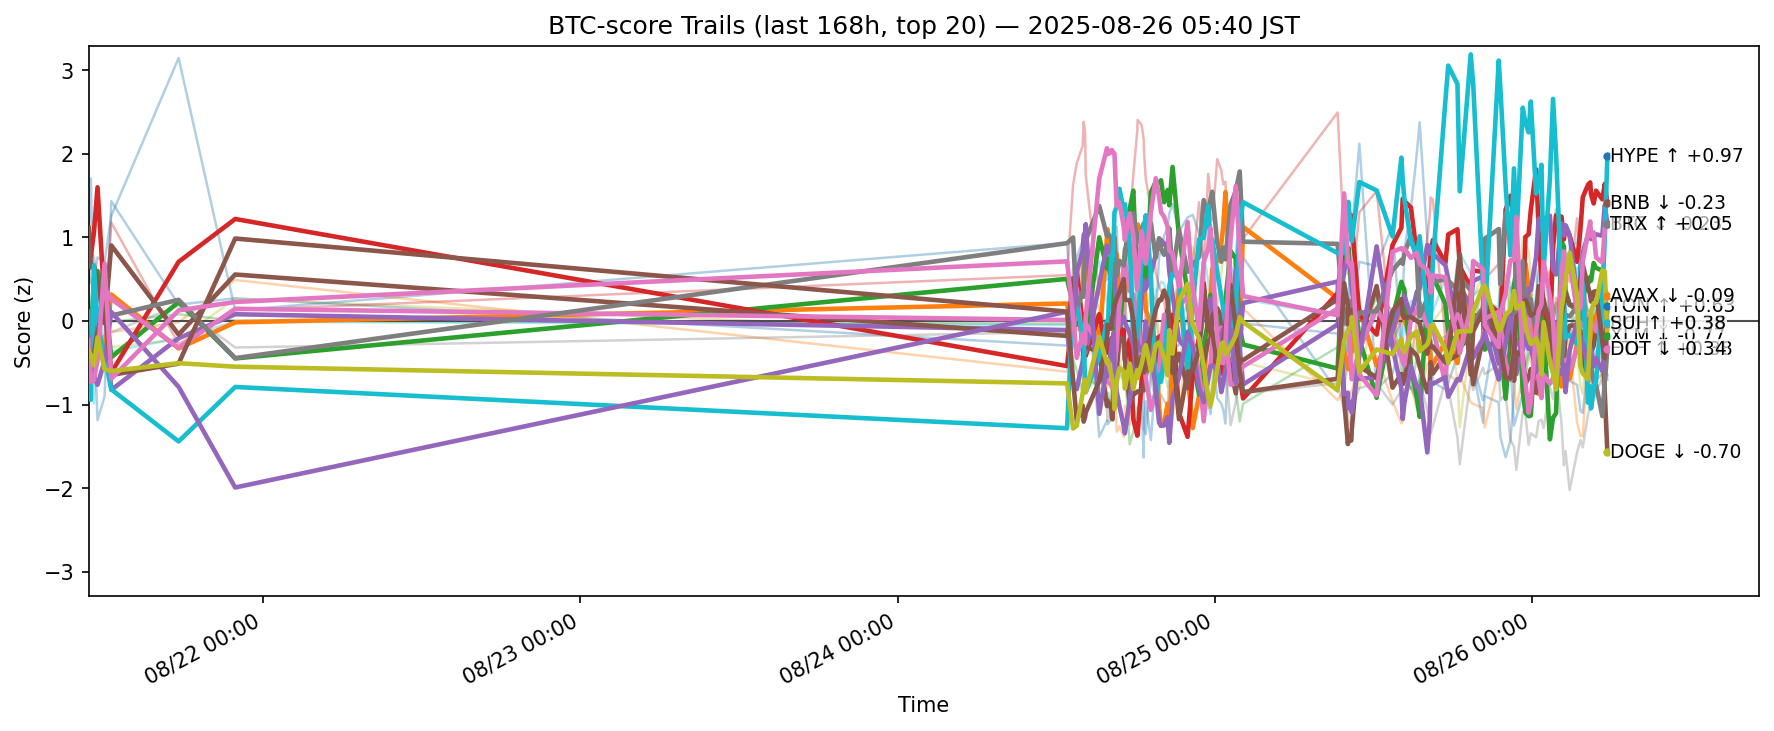 BTC-score Trails (last 168h, top 20) — 2025-08-26 05:40 JST
3
2
1
0
−1
−2
−3
Score (z)
HYPE ↑ +0.97
BNB ↓ -0.23
TRX ↑ +0.05
AVAX ↓ -0.09
TON ↑
SUI ↑ +0.38
XLM ↓ -0.77
DOT ↓
DOGE ↓ -0.70
08/22 00:00
08/23 00:00
08/24 00:00
08/25 00:00
08/26 00:00
Time